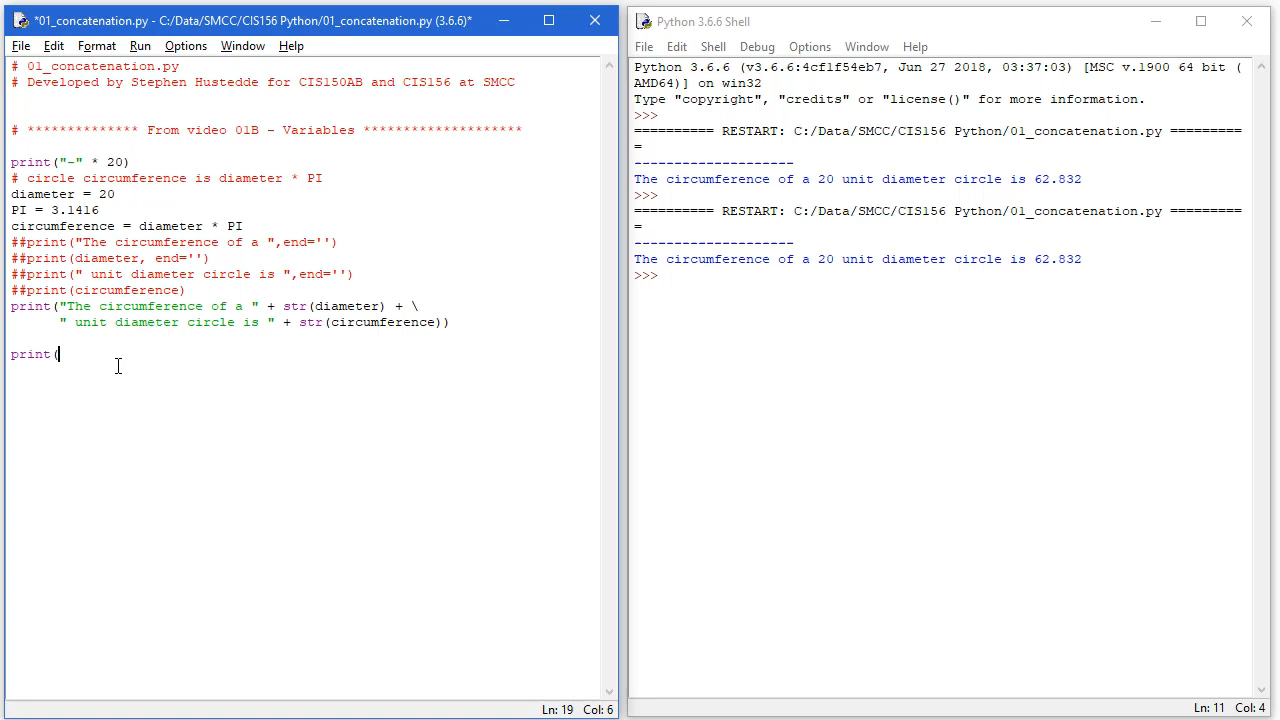 *01_concatenation.py - C:/Data/SMCC/CIS156 Python/01_concatenation.py (3.6.6)*
File Edit Format Run Options Window Help
# 01_concatenation.py
# Developed by Stephen Hustedde for CIS150AB and CIS156 at SMCC
# ************** From video 01B - Variables ********************
print("-" * 20)
# circle circumference is diameter * PI
diameter = 20
PI = 3.1416
circumference = diameter * PI
##print("The circumference of a ",end='')
##print(diameter, end='')
##print(" unit diameter circle is ",end='')
##print(circumference)
print("The circumference of a " + str(diameter) + \
      " unit diameter circle is " + str(circumference))
print(
Ln: 19 Col: 6
Python 3.6.6 Shell
File Edit Shell Debug Options Window Help
Python 3.6.6 (v3.6.6:4cf1f54eb7, Jun 27 2018, 03:37:03) [MSC v.1900 64 bit (
AMD64)] on win32
Type "copyright", "credits" or "license()" for more information.
>>>
========== RESTART: C:/Data/SMCC/CIS156 Python/01_concatenation.py =========
=
--------------------
The circumference of a 20 unit diameter circle is 62.832
>>>
========== RESTART: C:/Data/SMCC/CIS156 Python/01_concatenation.py =========
=
--------------------
The circumference of a 20 unit diameter circle is 62.832
>>>
Ln: 11 Col: 4